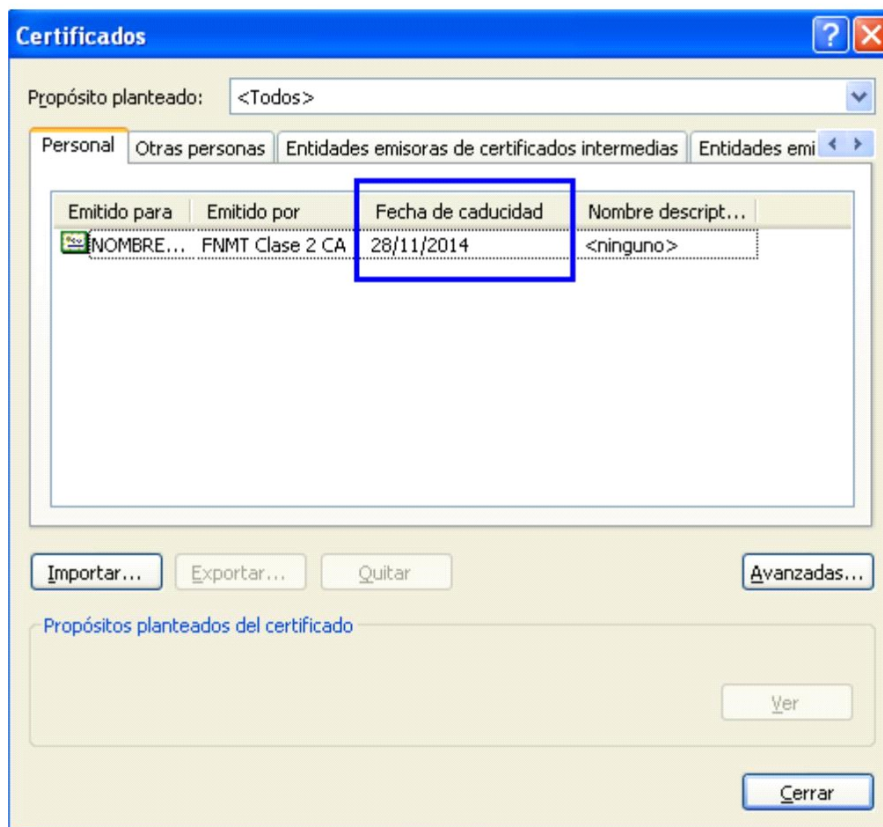 Certificados
Propósito planteado: <Todos>
Personal Otras personas Entidades emisoras de certificados intermedias Entidades emi
Emitido para Emitido por Fecha de caducidad Nombre descript...
NOMBRE... FNMT Clase 2 CA 28/11/2014 <ninguno>
Importar... Exportar... Quitar Avanzadas...
Propósitos planteados del certificado
Ver
Cerrar